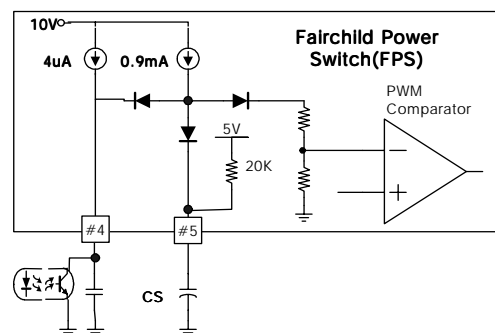 10V
Fairchild Power
Switch(FPS)
4uA
0.9mA
PWM
Comparator
5V
20K
#4
#5
CS